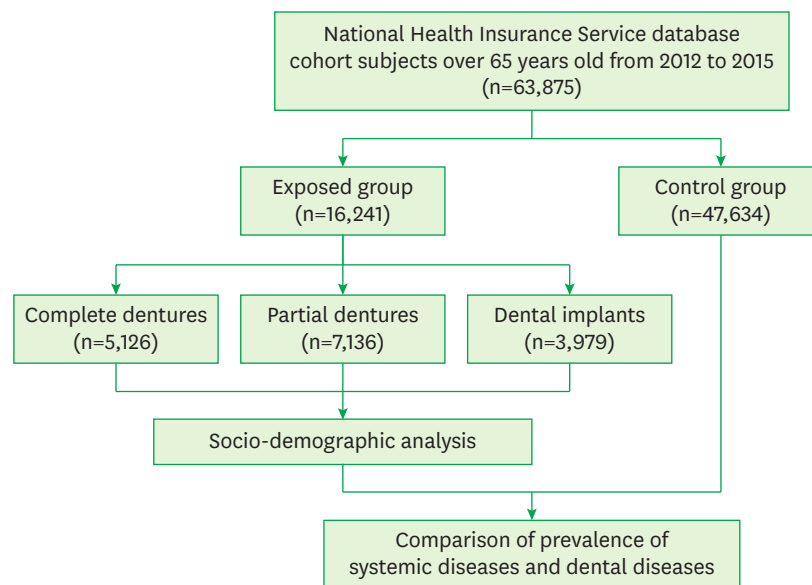 National Health Insurance Service database
cohort subjects over 65 years old from 2012 to 2015
(n=63,875)
Exposed group
(n=16,241)
Control group
(n=47,634)
Complete dentures
(n=5,126)
Partial dentures
(n=7,136)
Dental implants
(n=3,979)
Socio-demographic analysis
Comparison of prevalence of
systemic diseases and dental diseases